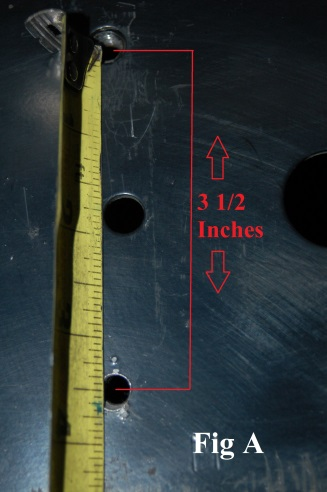 3 1/2
Inches
Fig A